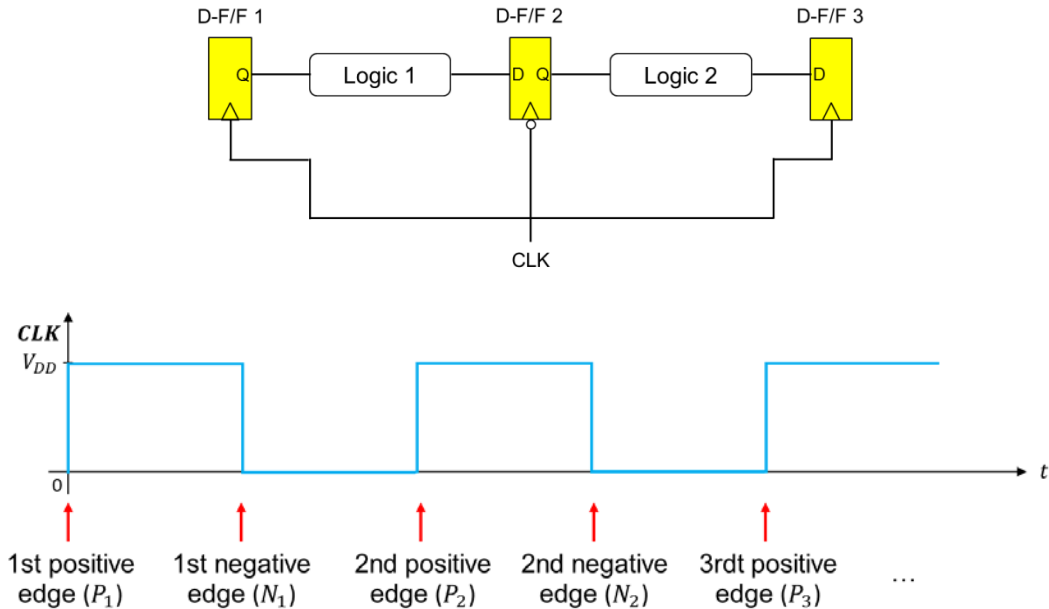 D-F/F 1 D-F/F 2 D-F/F 3
Q Logic 1 D Q Logic 2 D
CLK
CLK
V_DD
0 t
1st positive 1st negative 2nd positive 2nd negative 3rdt positive
edge (P_1) edge (N_1) edge (P_2) edge (N_2) edge (P_3) ...